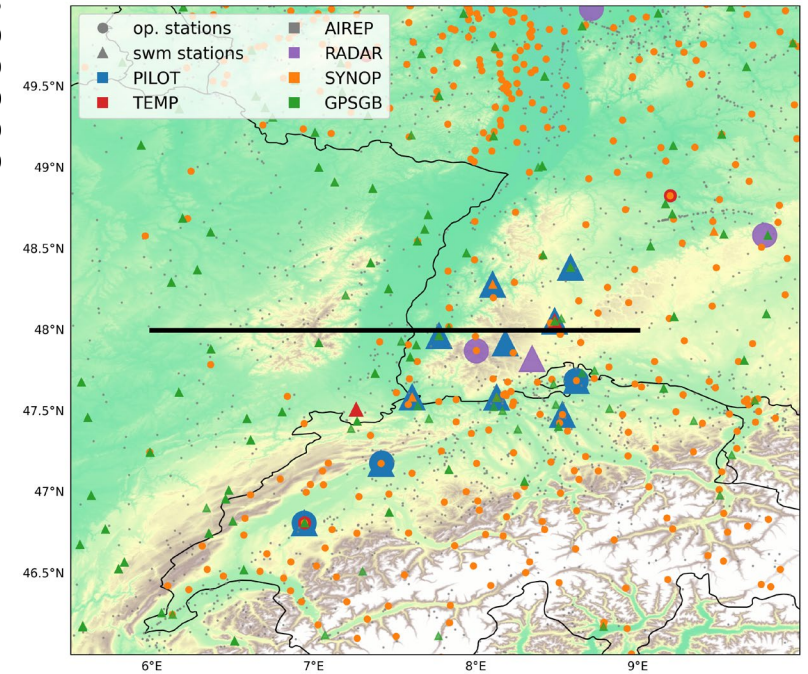 op. stations
swm stations
PILOT
TEMP
AIREP
RADAR
SYNOP
GPSGB
49.5°N
49°N
48.5°N
48°N
47.5°N
47°N
46.5°N
6°E 7°E 8°E 9°E